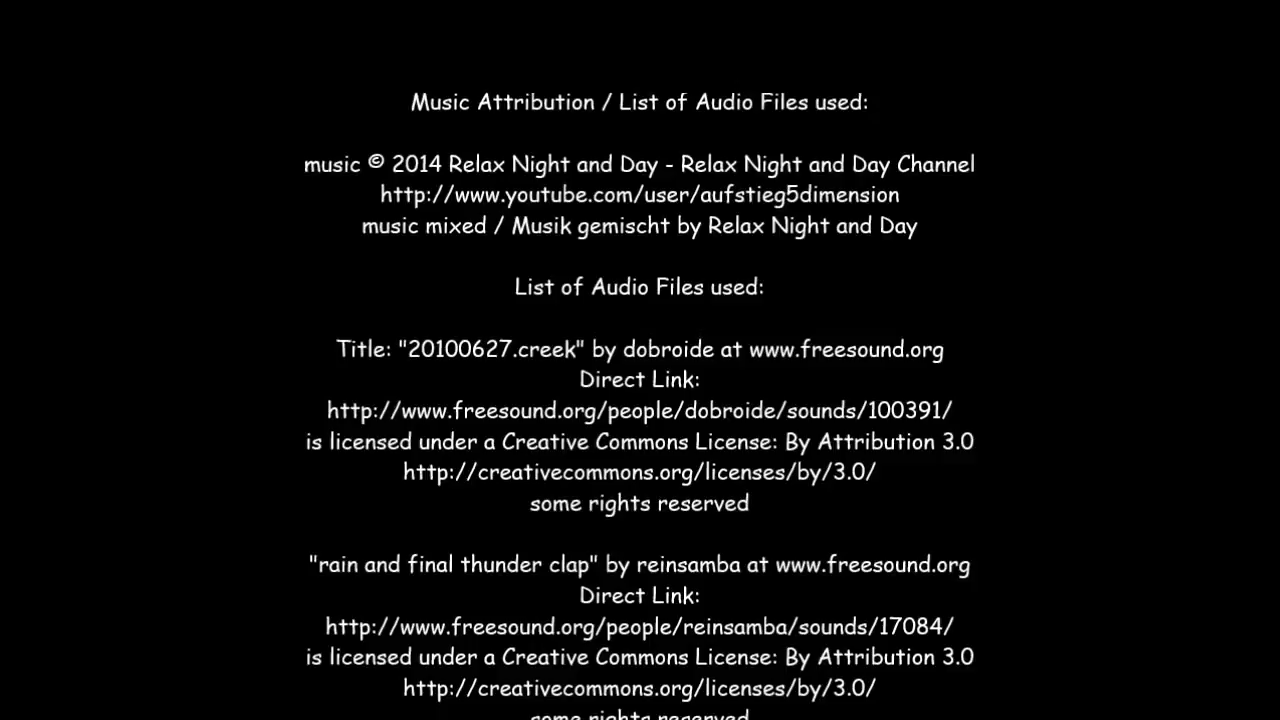 Music Attribution / List of Audio Files used:
music © 2014 Relax Night and Day - Relax Night and Day Channel
http://www.youtube.com/user/aufstieg5dimension
music mixed / Musik gemischt by Relax Night and Day
List of Audio Files used:
Title: "20100627.creek" by dobroide at www.freesound.org
Direct Link:
http://www.freesound.org/people/dobroide/sounds/100391/
is licensed under a Creative Commons License: By Attribution 3.0
http://creativecommons.org/licenses/by/3.0/
some rights reserved
"rain and final thunder clap" by reinsamba at www.freesound.org
Direct Link:
http://www.freesound.org/people/reinsamba/sounds/17084/
is licensed under a Creative Commons License: By Attribution 3.0
http://creativecommons.org/licenses/by/3.0/
some rights reserved